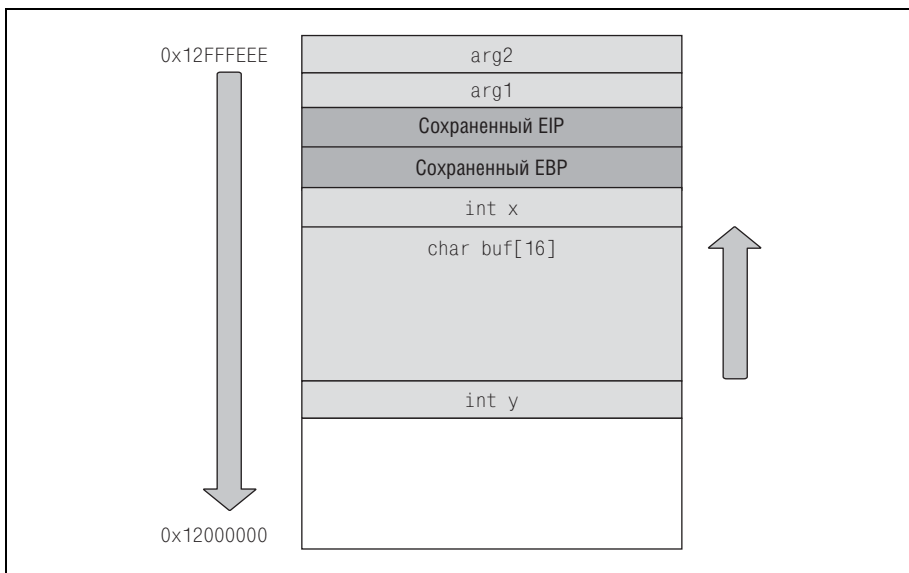 0x12FFFEEE
arg2
arg1
Сохраненный EIP
Сохраненный EBP
int x
char buf[16]
int y
0x12000000